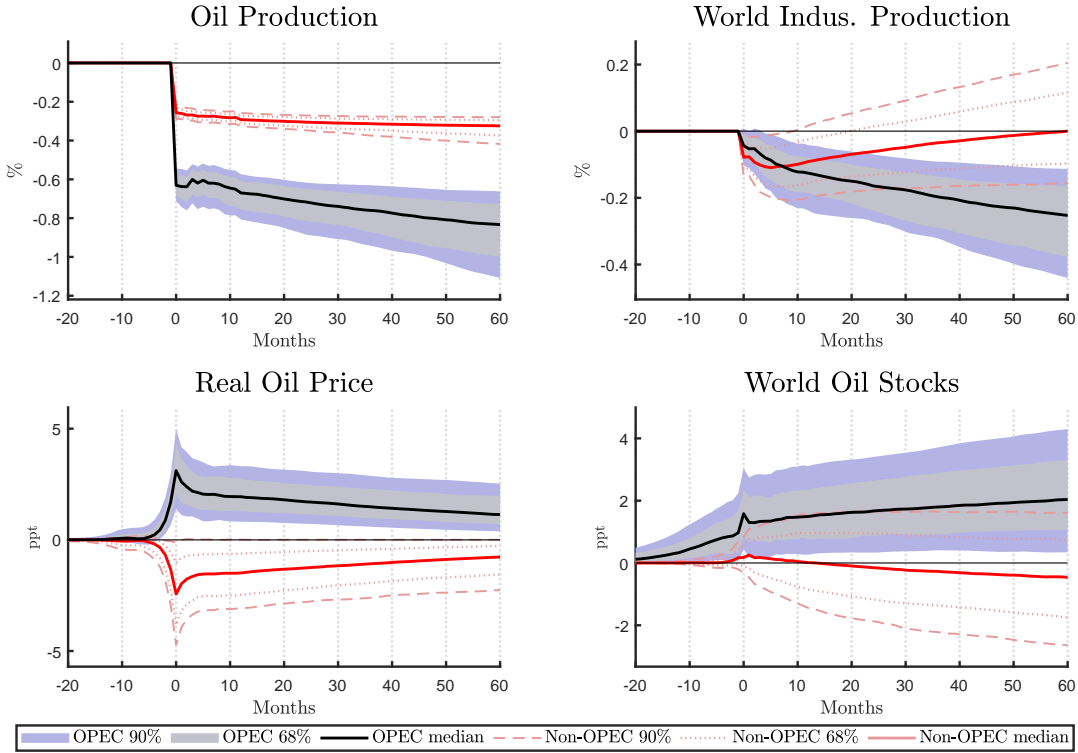 Oil Production
World Indus. Production
0
-0.2
-0.4
-0.6
-0.8
-1
-1.2
%
-20 -10 0 10 20 30 40 50 60
Months
0.2
0
-0.2
-0.4
%
-20 -10 0 10 20 30 40 50 60
Months
Real Oil Price
World Oil Stocks
5
0
-5
ppt
-20 -10 0 10 20 30 40 50 60
Months
4
2
0
-2
ppt
-20 -10 0 10 20 30 40 50 60
Months
OPEC 90% OPEC 68% OPEC median Non-OPEC 90% Non-OPEC 68% Non-OPEC median